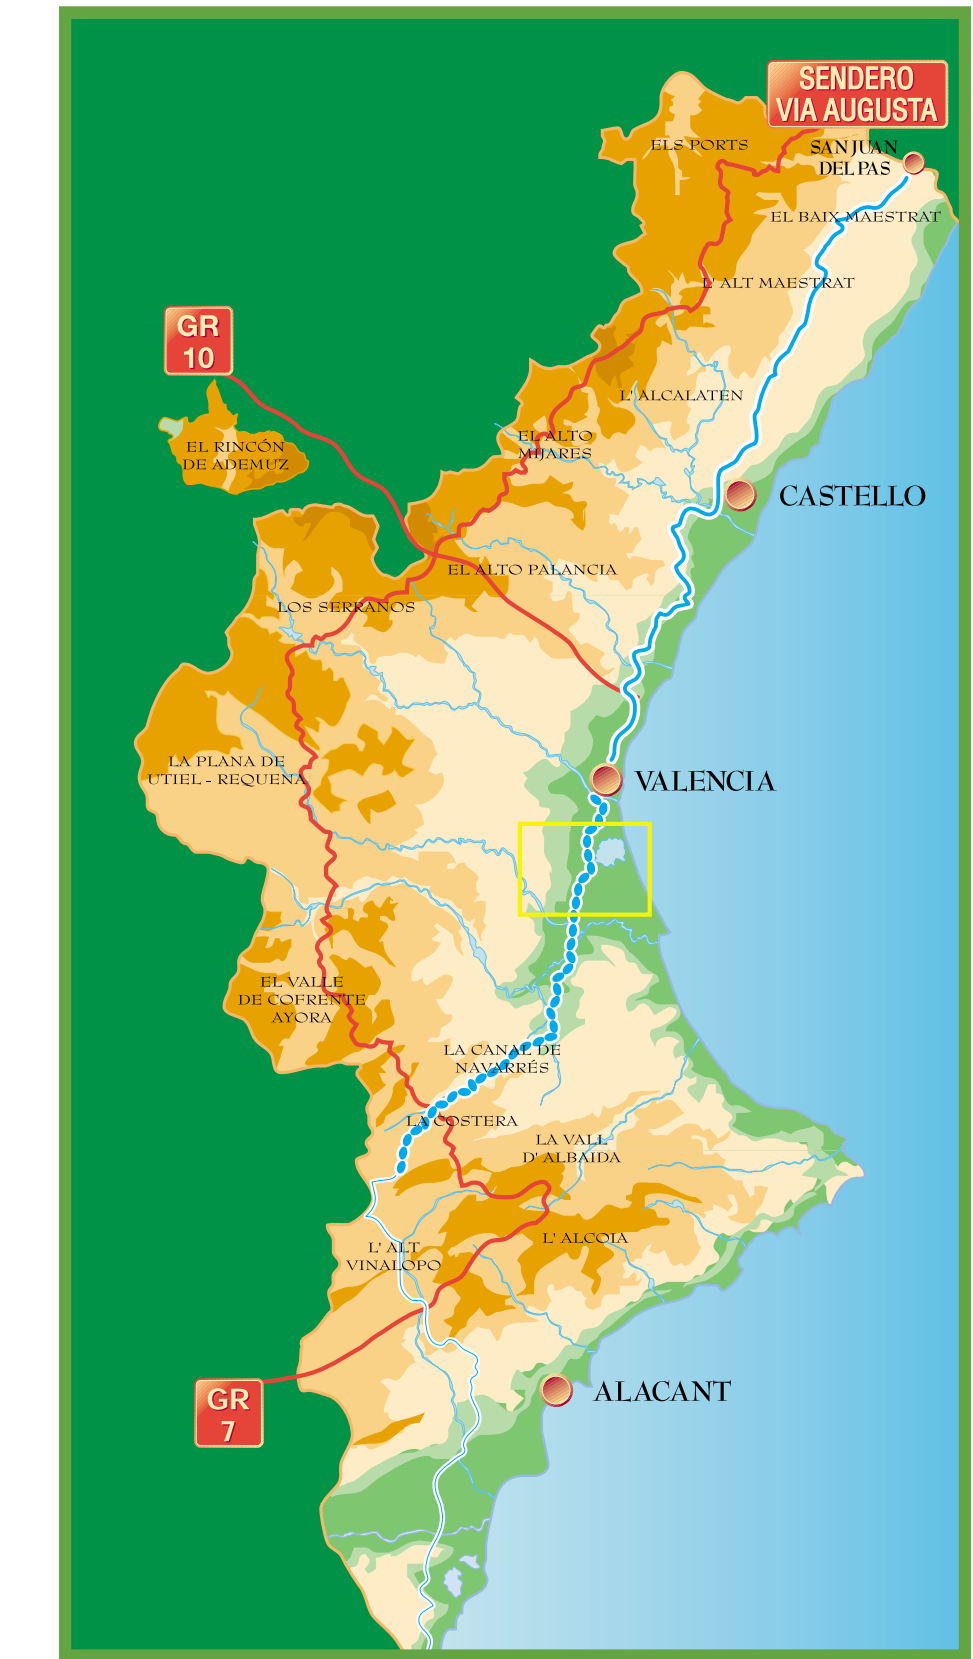 SENDERO
VIA AUGUSTA
ELS PORTS
SAN JUAN
DEL PAS
EL BAIX MAESTRAT
L' ALT MAESTRAT
GR
10
L' ALCALATEN
EL ALTO
MIJARES
EL RINCÓN
DE ADEMUZ
CASTELLO
EL ALTO PALANCIA
LOS SERRANOS
LA PLANA DE
UTIEL - REQUENA
VALENCIA
EL VALLE
DE COFRENTE
AYORA
LA CANAL DE
NAVARRÉS
LA COSTERA
LA VALL
D' ALBAIDA
L' ALCOIA
L' ALT
VINALOPO
GR
7
ALACANT